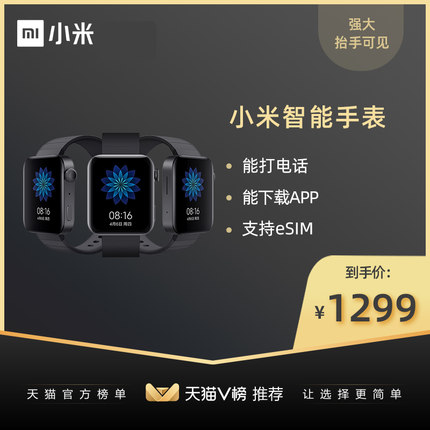 小米
强大
抬手可见
小米智能手表
能打电话
能下载APP
支持eSIM
08:16
08:16
08:16
到手价:
¥1299
天猫官方榜单
天猫V榜 推荐
让选择更简单